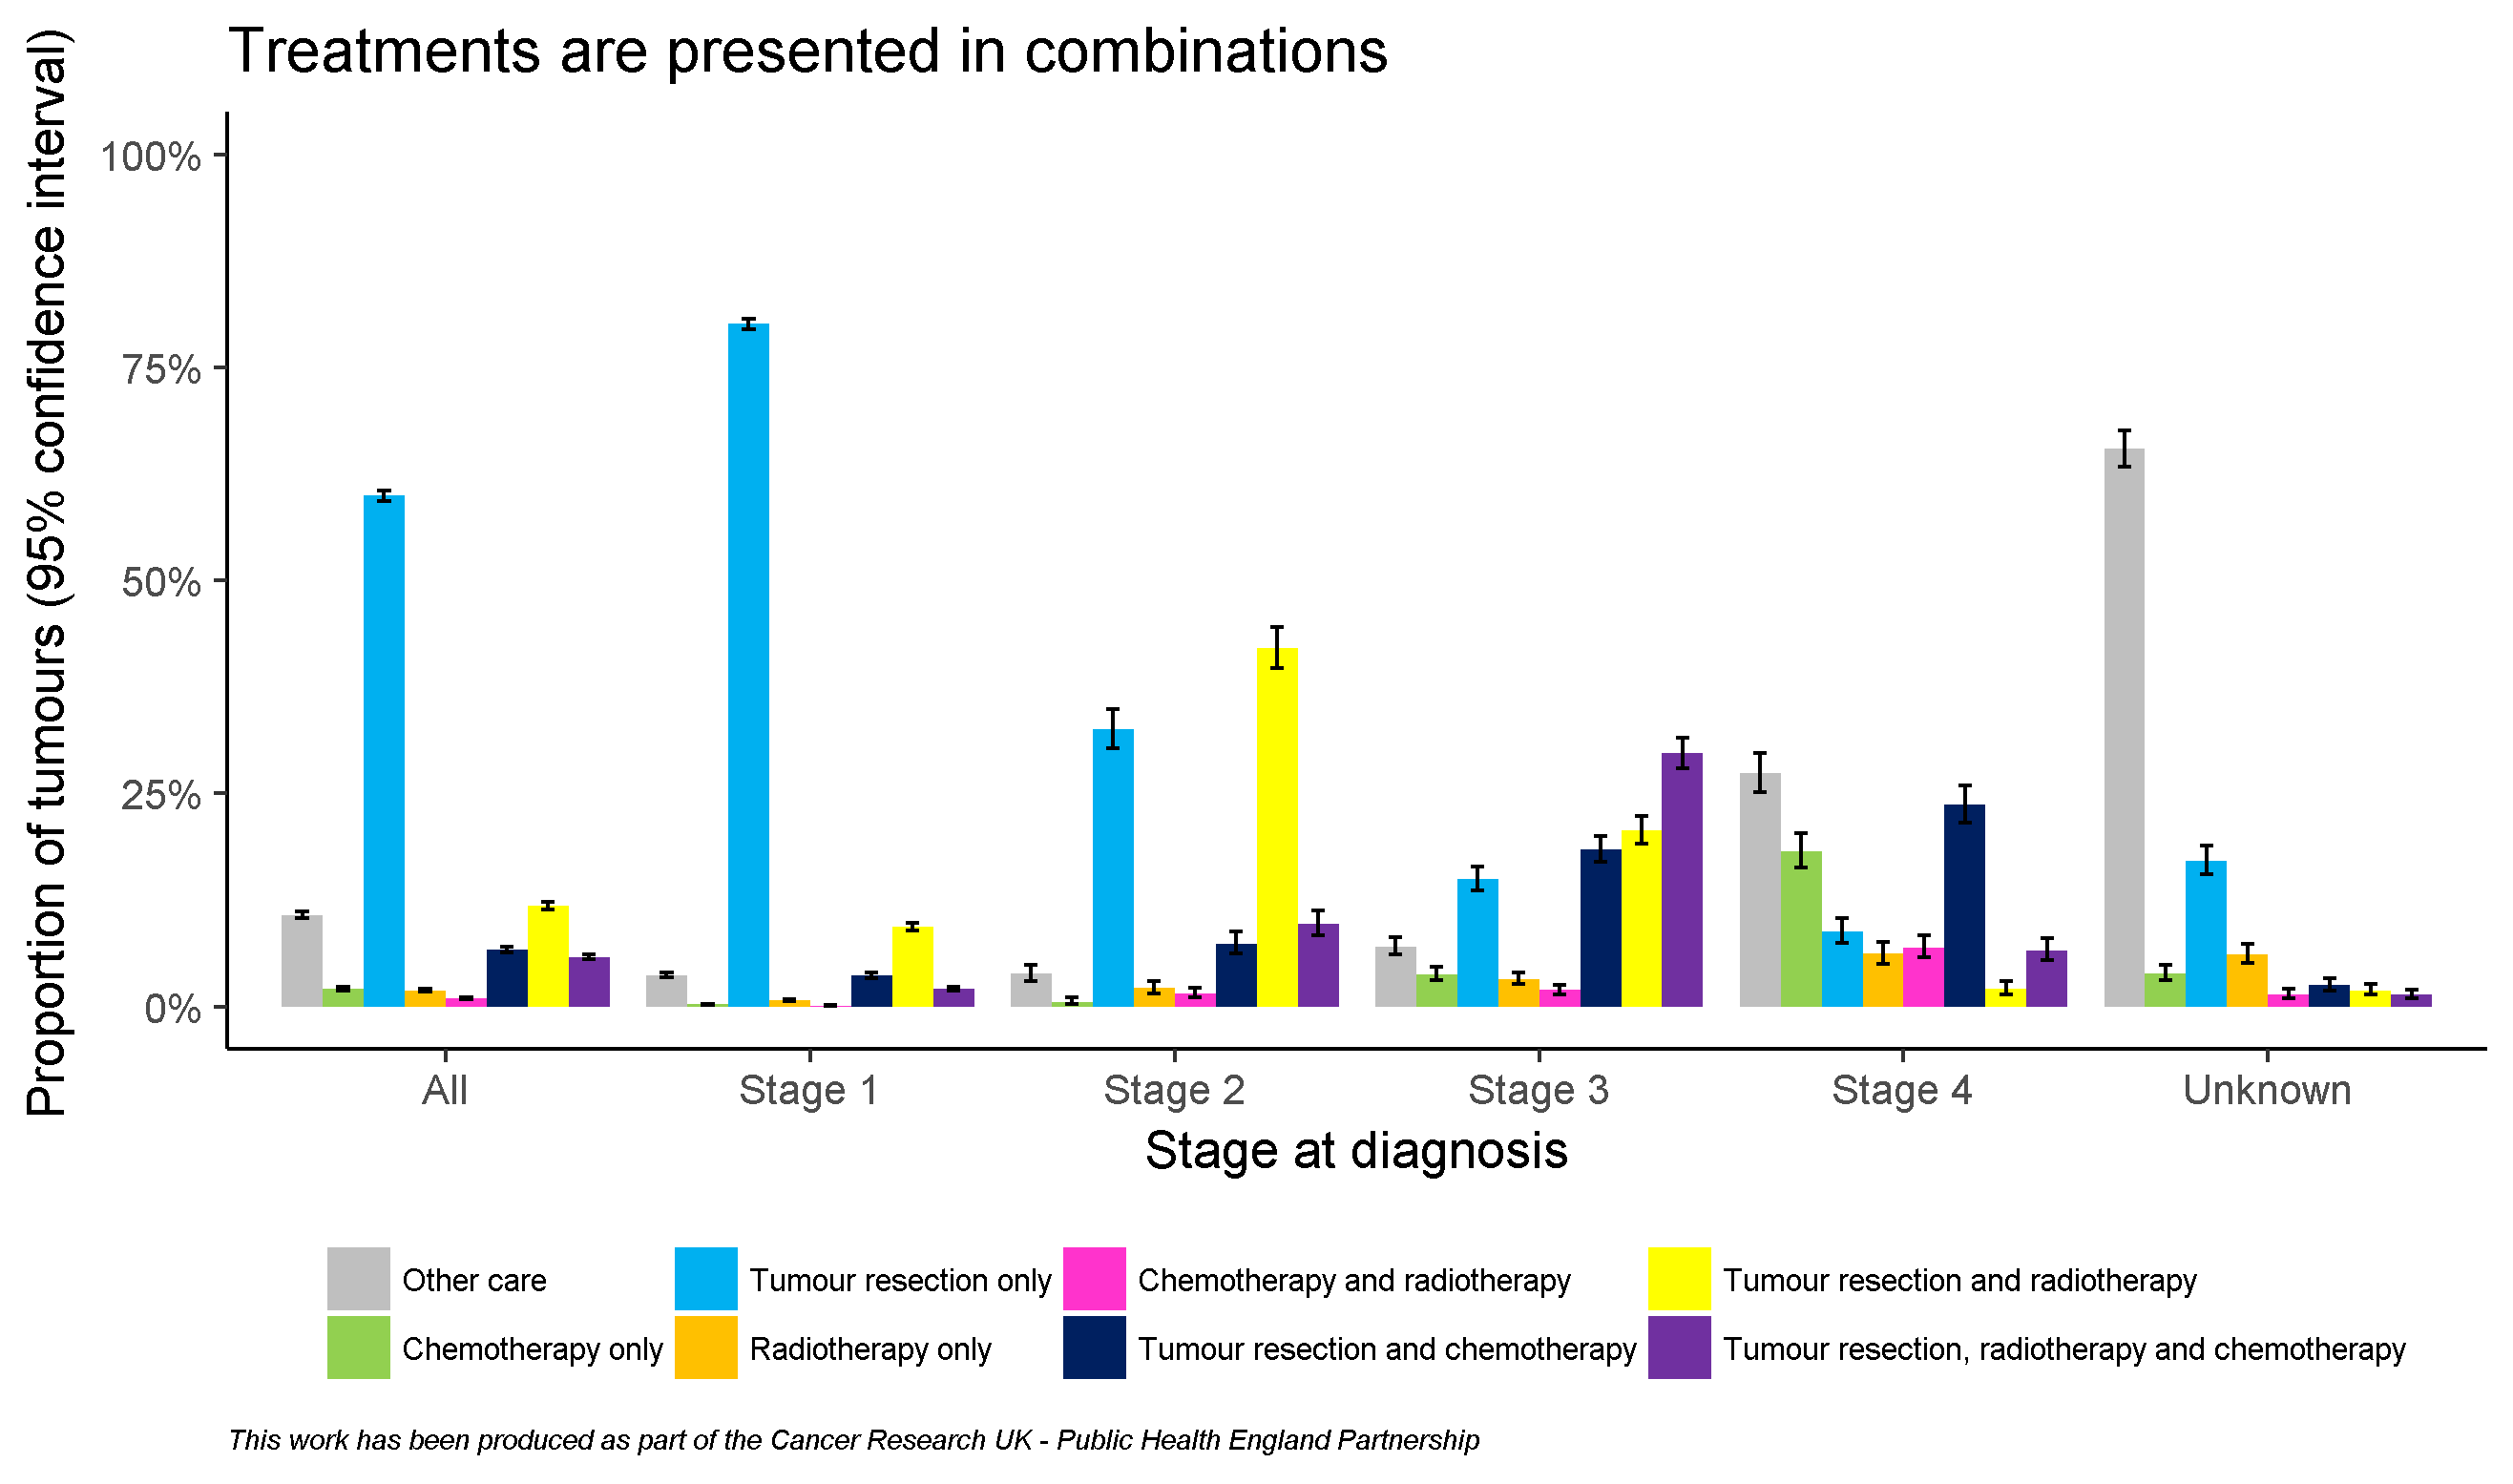 Treatments are presented in combinations
Proportion of tumours (95% confidence interval)
100%
75%
50%
25%
0%
All
Stage 1
Stage 2
Stage 3
Stage 4
Unknown
Stage at diagnosis
Other care
Tumour resection only
Chemotherapy and radiotherapy
Tumour resection and radiotherapy
Chemotherapy only
Radiotherapy only
Tumour resection and chemotherapy
Tumour resection, radiotherapy and chemotherapy
This work has been produced as part of the Cancer Research UK - Public Health England Partnership